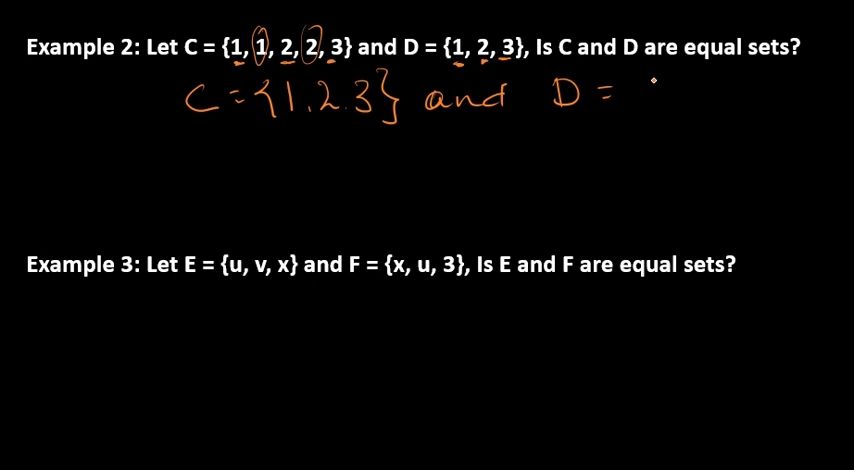 Example 2: Let C = {1, 1, 2, 2, 3} and D = {1, 2, 3}, Is C and D are equal sets?
C = {1, 2, 3} and D =
Example 3: Let E = {u, v, x} and F = {x, u, 3}, Is E and F are equal sets?